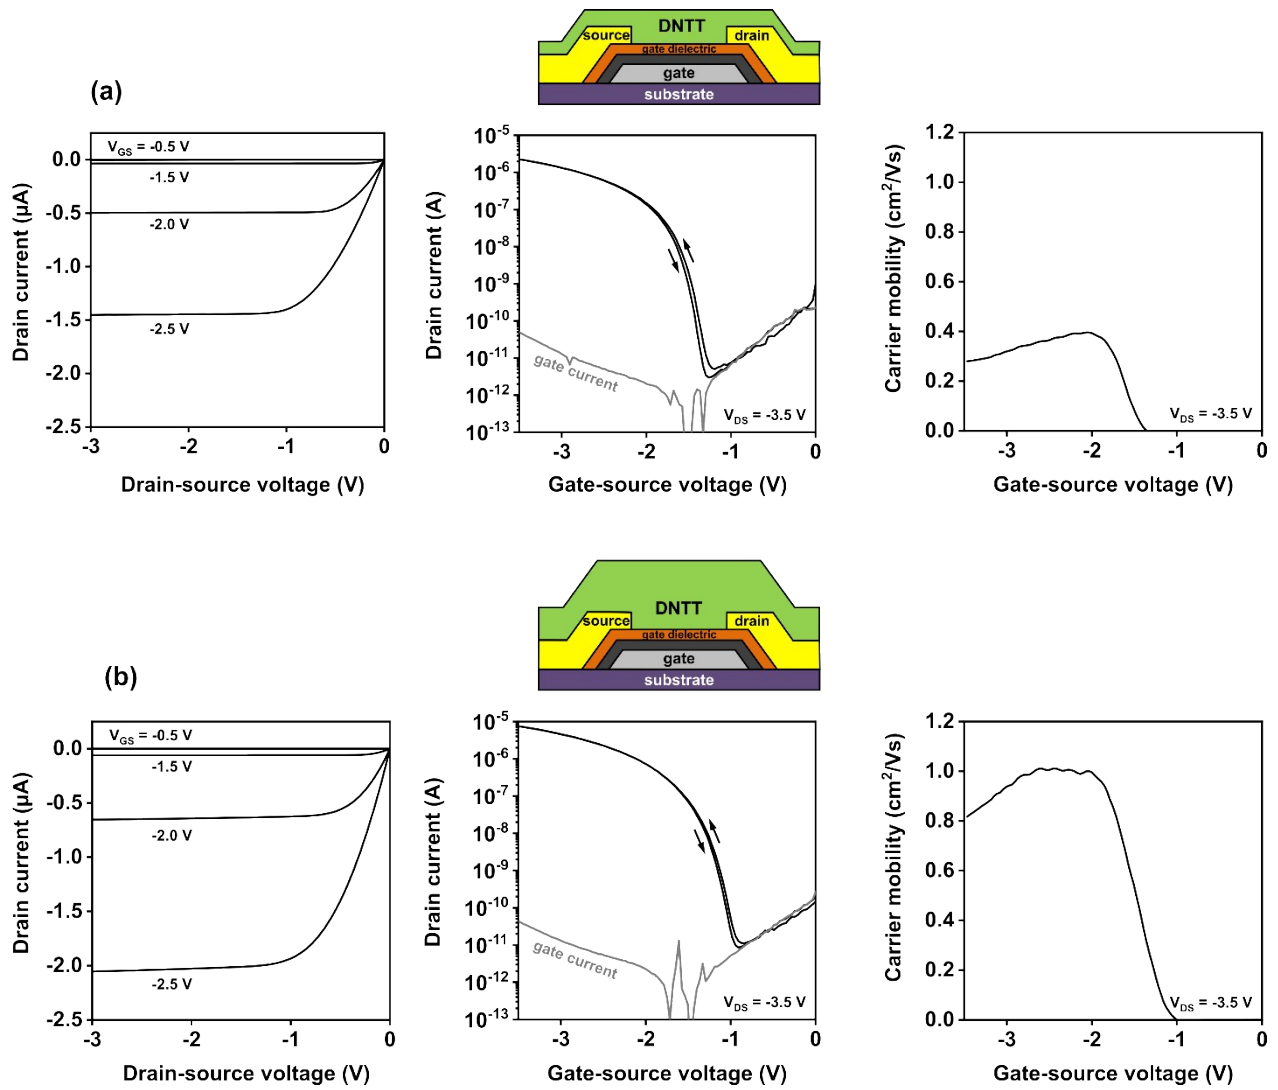 source DNTT drain
gate dielectric
gate
substrate
(a)
0.0
-0.5
-1.0
-1.5
-2.0
-2.5
Drain current (µA)
V_GS = -0.5 V
-1.5 V
-2.0 V
-2.5 V
-3 -2 -1 0
Drain-source voltage (V)
10^-5
10^-6
10^-7
10^-8
10^-9
10^-10
10^-11
10^-12
10^-13
Drain current (A)
gate current
V_DS = -3.5 V
-3 -2 -1 0
Gate-source voltage (V)
1.2
1.0
0.8
0.6
0.4
0.2
0.0
Carrier mobility (cm^2/Vs)
V_DS = -3.5 V
-3 -2 -1 0
Gate-source voltage (V)
DNTT
source drain
gate dielectric
gate
substrate
(b)
0.0
-0.5
-1.0
-1.5
-2.0
-2.5
Drain current (µA)
V_GS = -0.5 V
-1.5 V
-2.0 V
-2.5 V
-3 -2 -1 0
Drain-source voltage (V)
10^-5
10^-6
10^-7
10^-8
10^-9
10^-10
10^-11
10^-12
10^-13
Drain current (A)
gate current
V_DS = -3.5 V
-3 -2 -1 0
Gate-source voltage (V)
1.2
1.0
0.8
0.6
0.4
0.2
0.0
Carrier mobility (cm^2/Vs)
V_DS = -3.5 V
-3 -2 -1 0
Gate-source voltage (V)